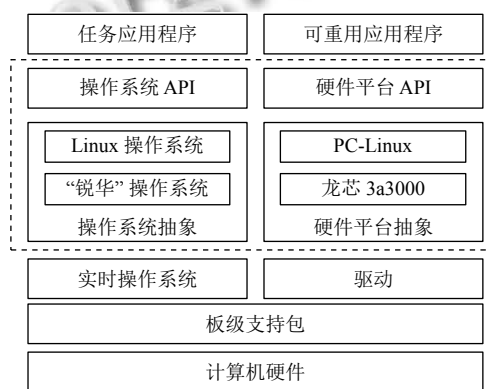 任务应用程序 可重用应用程序
操作系统 API 硬件平台 API
Linux 操作系统 PC-Linux
“锐华” 操作系统 龙芯 3a3000
操作系统抽象 硬件平台抽象
实时操作系统 驱动
板级支持包
计算机硬件